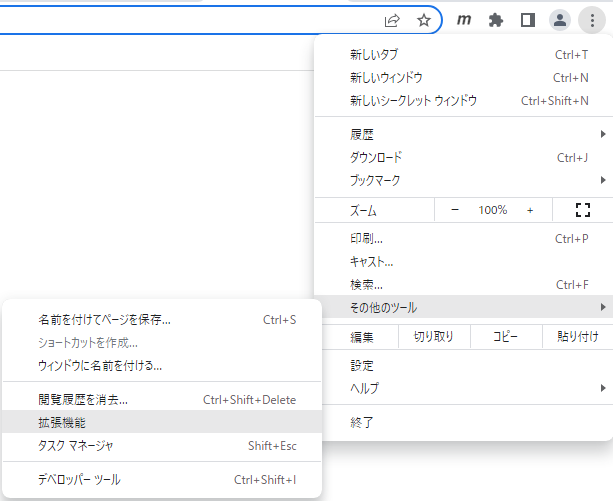 m
新しいタブ Ctrl+T
新しいウィンドウ Ctrl+N
新しいシークレット ウィンドウ Ctrl+Shift+N
履歴
ダウンロード Ctrl+J
ブックマーク
ズーム － 100% +
印刷... Ctrl+P
キャスト...
検索... Ctrl+F
その他のツール
編集 切り取り コピー 貼り付け
設定
ヘルプ
終了
名前を付けてページを保存... Ctrl+S
ショートカットを作成...
ウィンドウに名前を付ける...
閲覧履歴を消去... Ctrl+Shift+Delete
拡張機能
タスク マネージャ Shift+Esc
デベロッパー ツール Ctrl+Shift+I